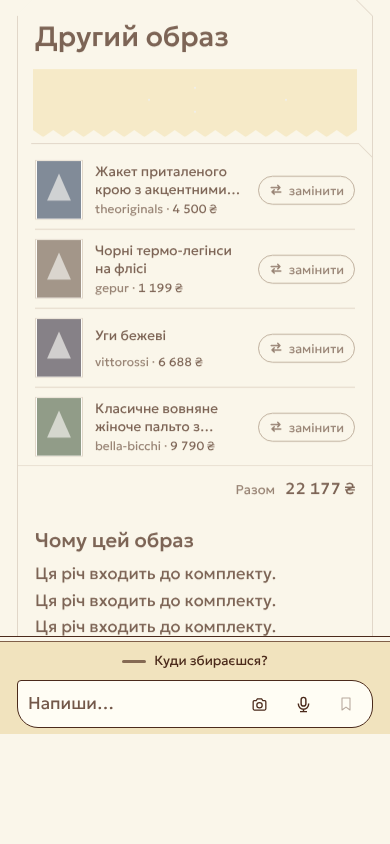 Другий образ
Жакет приталеного
крою з акцентними…
theoriginals · 4 500 ₴
замінити
Чорні термо-легінси
на флісі
gepur · 1 199 ₴
замінити
Уги бежеві
vittorossi · 6 688 ₴
замінити
Класичне вовняне
жіноче пальто з…
bella-bicchi · 9 790 ₴
замінити
Разом 22 177 ₴
Чому цей образ
Ця річ входить до комплекту.
Ця річ входить до комплекту.
Ця річ входить до комплекту.
Куди збираєшся?
Напиши…